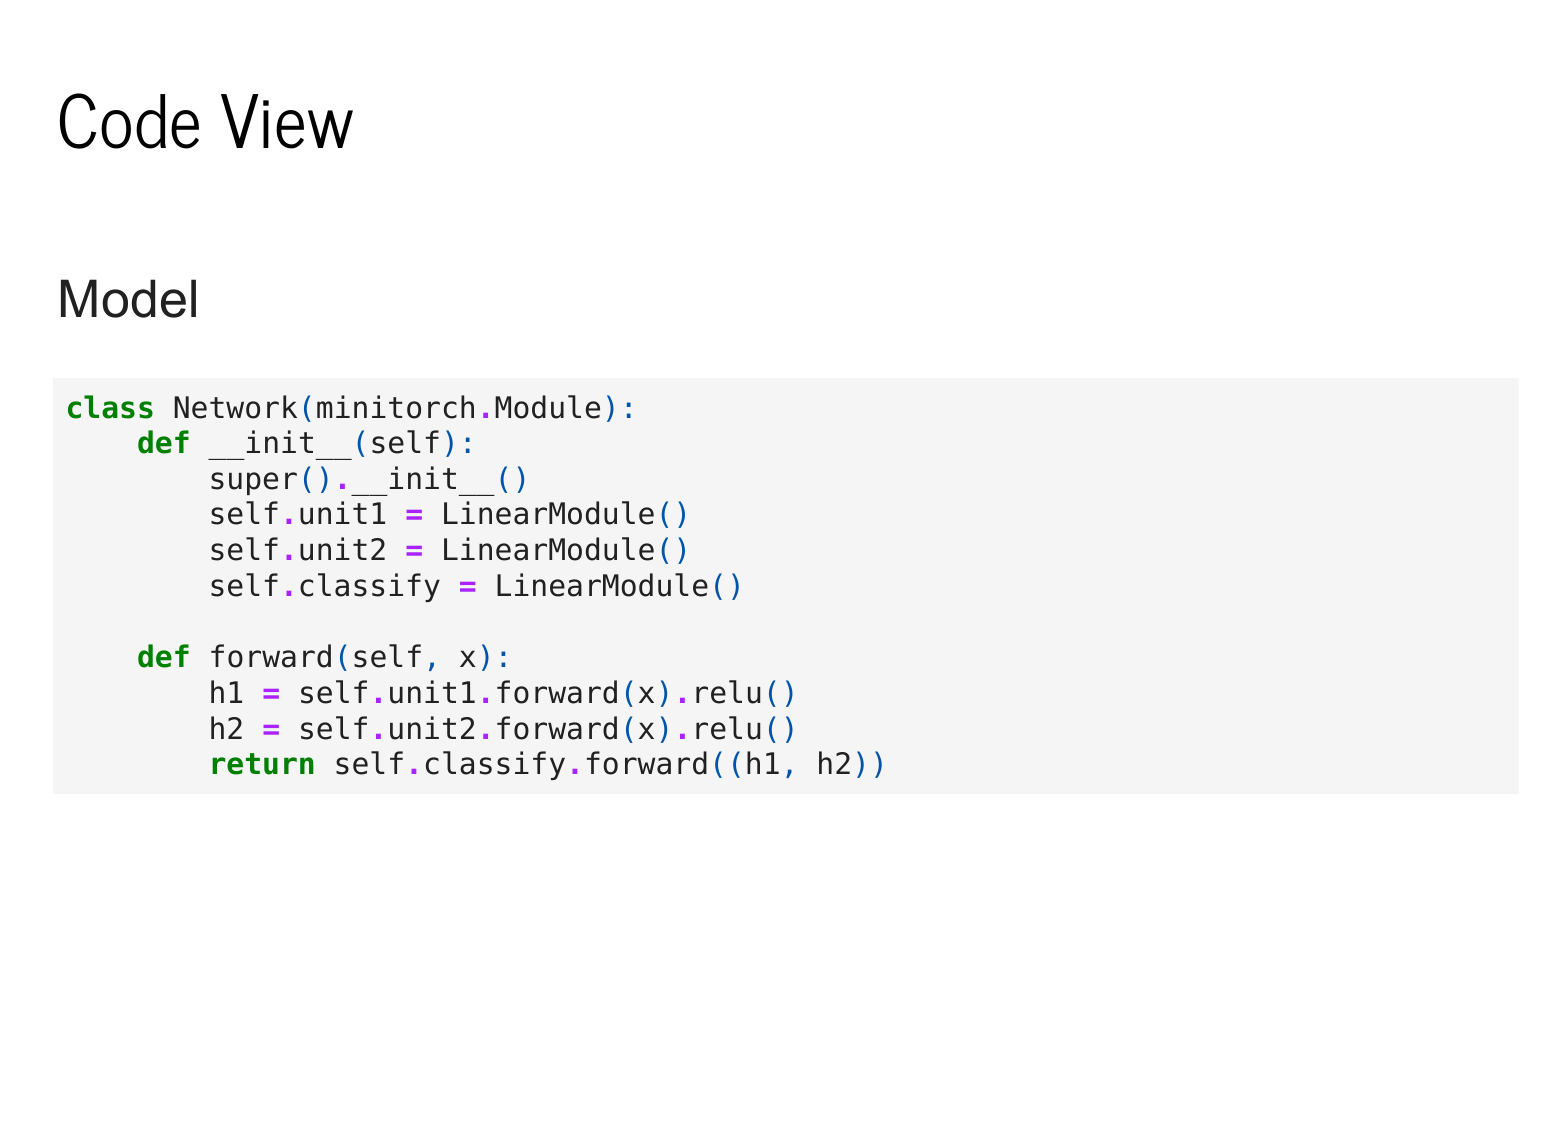 Code View
Model
class Network(minitorch.Module):
    def __init__(self):
        super().__init__()
        self.unit1 = LinearModule()
        self.unit2 = LinearModule()
        self.classify = LinearModule()

    def forward(self, x):
        h1 = self.unit1.forward(x).relu()
        h2 = self.unit2.forward(x).relu()
        return self.classify.forward((h1, h2))